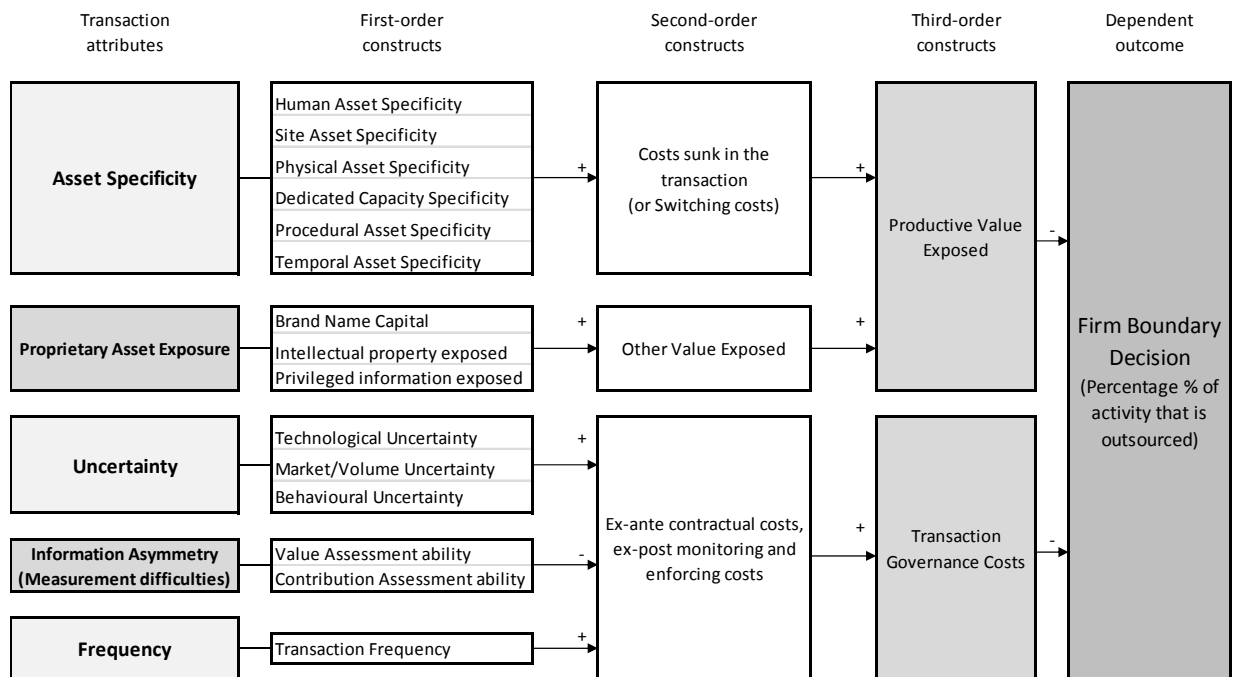 Transaction
attributes
First-order
constructs
Second-order
constructs
Third-order
constructs
Dependent
outcome
Asset Specificity
Human Asset Specificity
Site Asset Specificity
Physical Asset Specificity
Dedicated Capacity Specificity
Procedural Asset Specificity
Temporal Asset Specificity
+
Costs sunk in the
transaction
(or Switching costs)
+
Productive Value
Exposed
-
Proprietary Asset Exposure
Brand Name Capital
Intellectual property exposed
Privileged information exposed
+
Other Value Exposed
+
Firm Boundary
Decision
(Percentage % of
activity that is
outsourced)
Uncertainty
Technological Uncertainty
Market/Volume Uncertainty
Behavioural Uncertainty
+
Information Asymmetry
(Measurement difficulties)
Value Assessment ability
Contribution Assessment ability
-
Ex-ante contractual costs,
ex-post monitoring and
enforcing costs
+
Transaction
Governance Costs
-
Frequency
Transaction Frequency
+